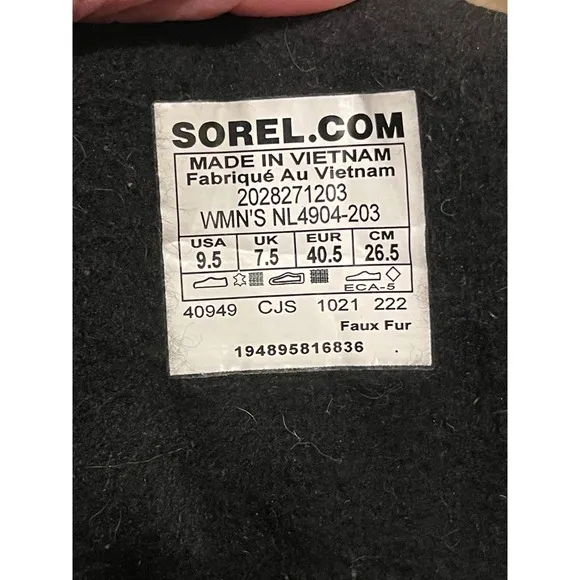 SOREL.COM
MADE IN VIETNAM
Fabriqué Au Vietnam
2028271203
WMN'S NL4904-203
USA UK EUR CM
9.5 7.5 40.5 26.5
ECA-5
40949 CJS 1021 222
Faux Fur
194895816836 .